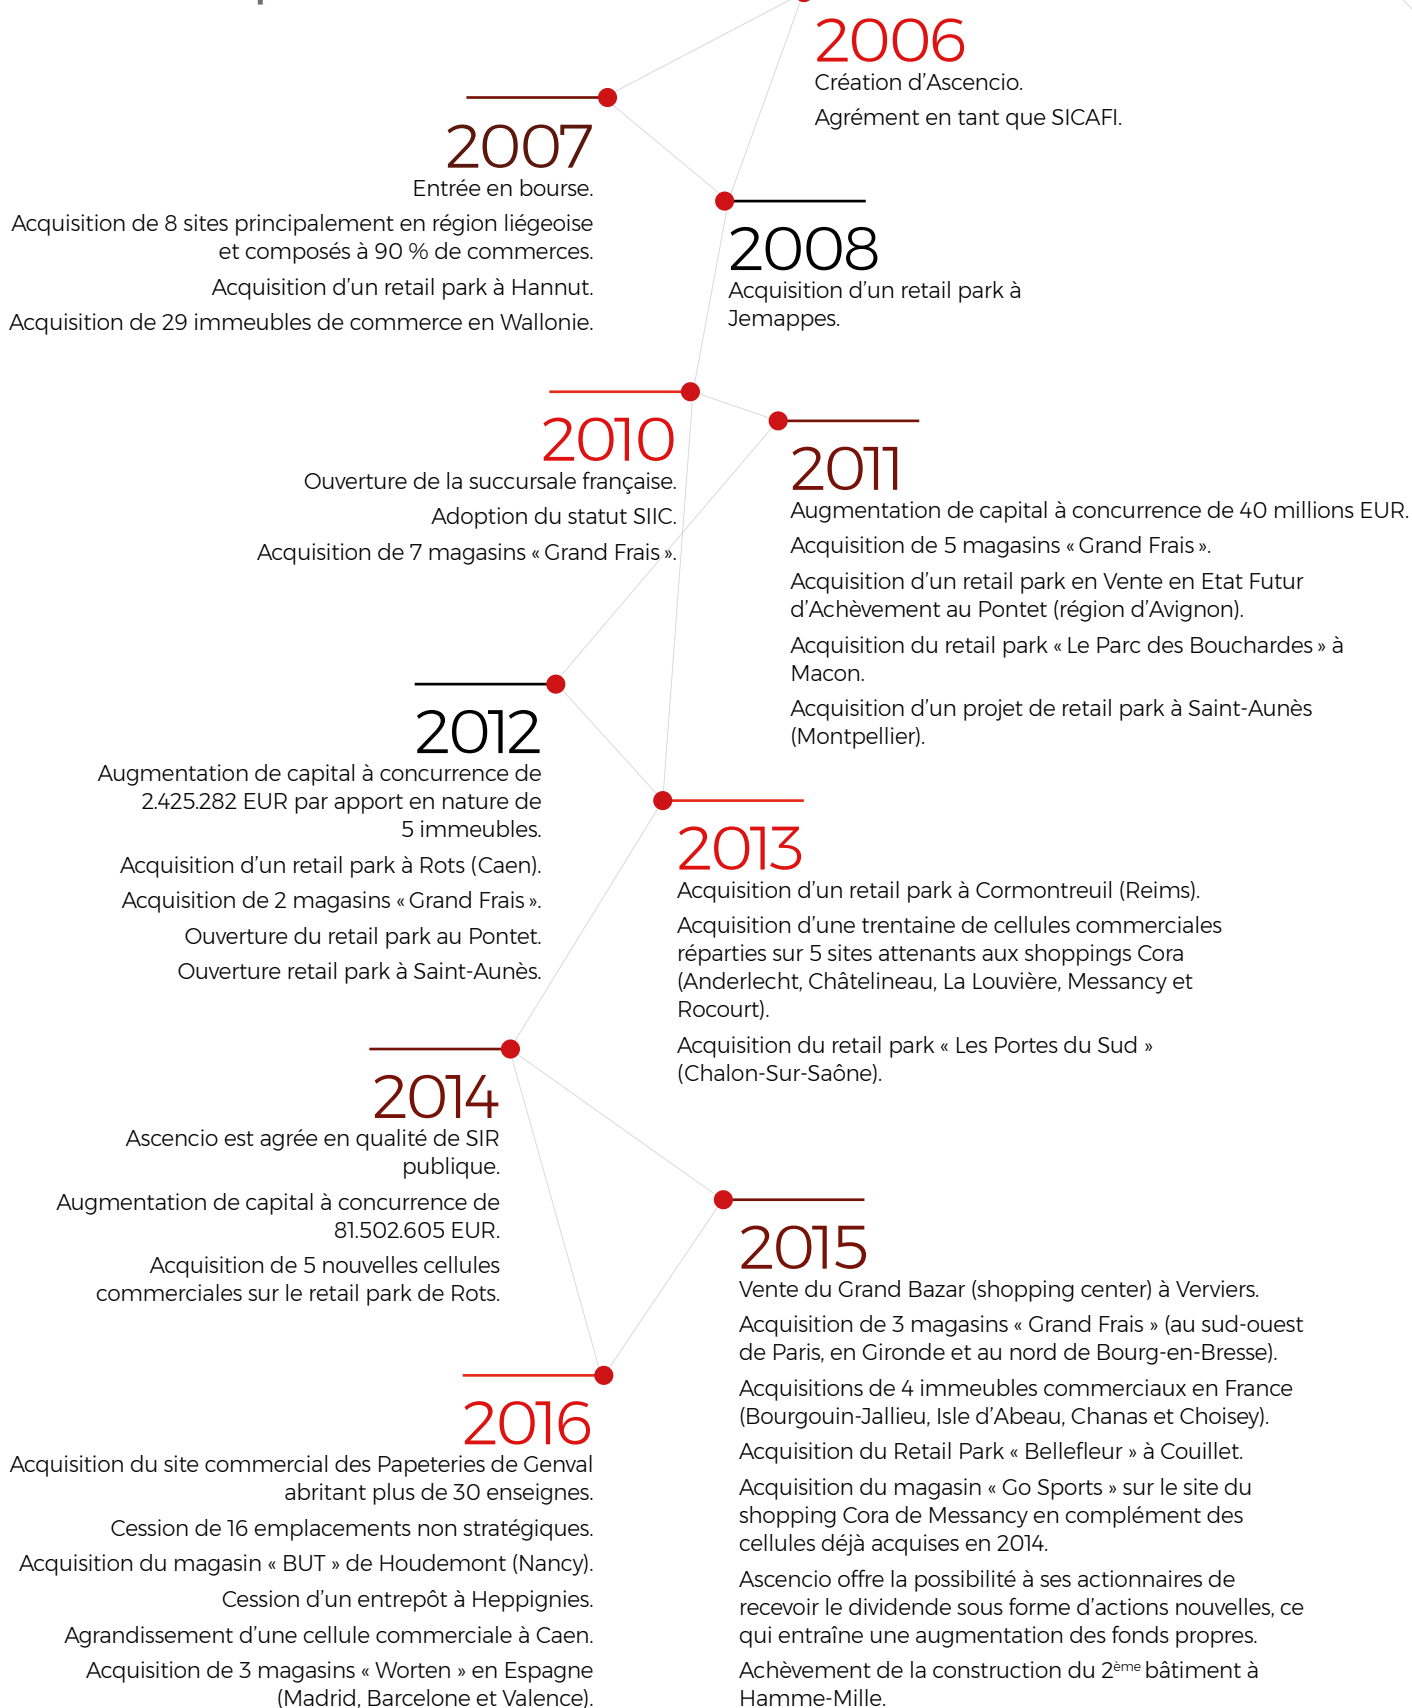 2006
Création d'Ascencio.
Agrément en tant que SICAFI.
2007
Entrée en bourse.
Acquisition de 8 sites principalement en région liégeoise
et composés à 90 % de commerces.
Acquisition d'un retail park à Hannut.
Acquisition de 29 immeubles de commerce en Wallonie.
2008
Acquisition d'un retail park à
Jemappes.
2010
Ouverture de la succursale française.
Adoption du statut SIIC.
Acquisition de 7 magasins « Grand Frais ».
2011
Augmentation de capital à concurrence de 40 millions EUR.
Acquisition de 5 magasins « Grand Frais ».
Acquisition d'un retail park en Vente en Etat Futur
d'Achèvement au Pontet (région d'Avignon).
Acquisition du retail park « Le Parc des Bouchardes » à
Macon.
Acquisition d'un projet de retail park à Saint-Aunès
(Montpellier).
2012
Augmentation de capital à concurrence de
2.425.282 EUR par apport en nature de
5 immeubles.
Acquisition d'un retail park à Rots (Caen).
Acquisition de 2 magasins « Grand Frais ».
Ouverture du retail park au Pontet.
Ouverture retail park à Saint-Aunès.
2013
Acquisition d'un retail park à Cormontreuil (Reims).
Acquisition d'une trentaine de cellules commerciales
réparties sur 5 sites attenants aux shoppings Cora
(Anderlecht, Châtelineau, La Louvière, Messancy et
Rocourt).
Acquisition du retail park « Les Portes du Sud »
(Chalon-Sur-Saône).
2014
Ascencio est agrée en qualité de SIR
publique.
Augmentation de capital à concurrence de
81.502.605 EUR.
Acquisition de 5 nouvelles cellules
commerciales sur le retail park de Rots.
2015
Vente du Grand Bazar (shopping center) à Verviers.
Acquisition de 3 magasins « Grand Frais » (au sud-ouest
de Paris, en Gironde et au nord de Bourg-en-Bresse).
Acquisitions de 4 immeubles commerciaux en France
(Bourgouin-Jallieu, Isle d'Abeau, Chanas et Choisey).
Acquisition du Retail Park « Bellefleur » à Couillet.
Acquisition du magasin « Go Sports » sur le site du
shopping Cora de Messancy en complément des
cellules déjà acquises en 2014.
Ascencio offre la possibilité à ses actionnaires de
recevoir le dividende sous forme d'actions nouvelles, ce
qui entraîne une augmentation des fonds propres.
Achèvement de la construction du 2ème bâtiment à
Hamme-Mille.
2016
Acquisition du site commercial des Papeteries de Genval
abritant plus de 30 enseignes.
Cession de 16 emplacements non stratégiques.
Acquisition du magasin « BUT » de Houdemont (Nancy).
Cession d'un entrepôt à Heppignies.
Agrandissement d'une cellule commerciale à Caen.
Acquisition de 3 magasins « Worten » en Espagne
(Madrid, Barcelone et Valence).